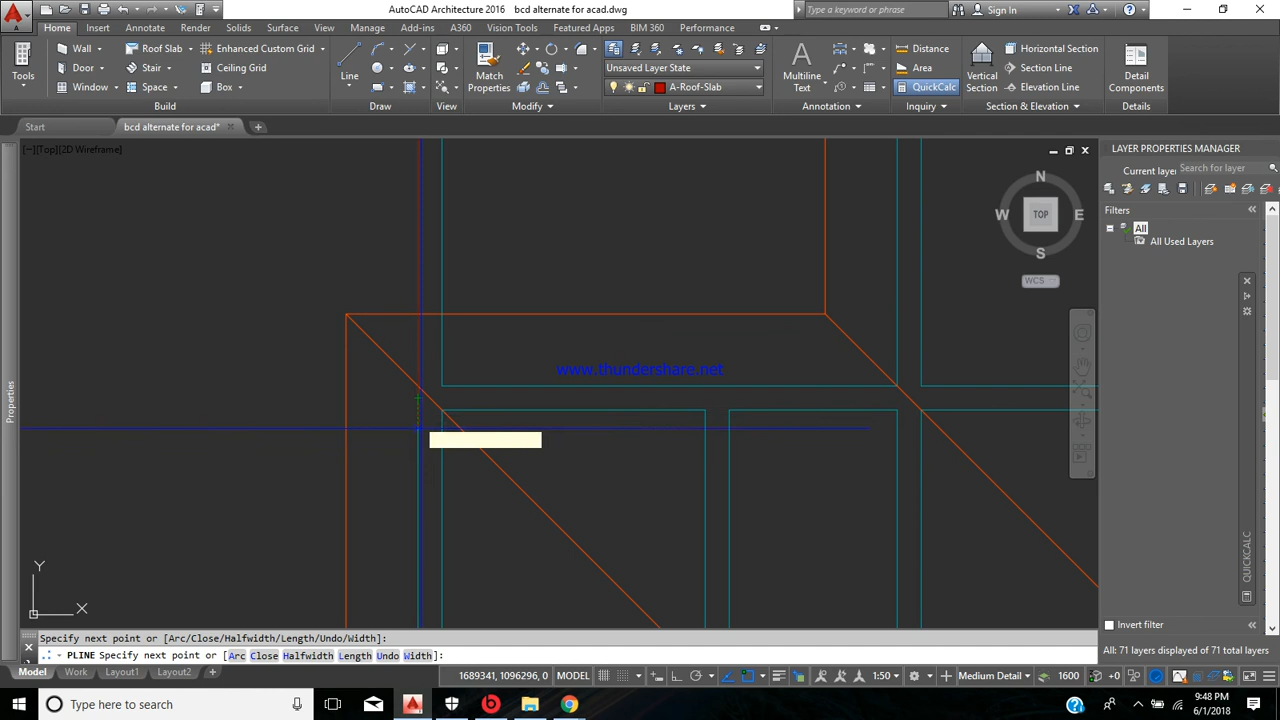 AutoCAD Architecture 2016 bcd alternate for acad.dwg
Type a keyword or phrase
Sign In
Home Insert Annotate Render Solids Surface View Manage Add-ins A360 Vision Tools Featured Apps BIM 360 Performance
Tools
Wall
Door
Window
Roof Slab
Stair
Space
Enhanced Custom Grid
Ceiling Grid
Box
Build
Line
Draw
Match
Properties
Modify
View
Unsaved Layer State
A-Roof-Slab
Layers
Multiline
Text
Annotation
Distance
Area
QuickCalc
Inquiry
Vertical
Section
Horizontal Section
Section Line
Elevation Line
Section & Elevation
Detail
Components
Details
Start
bcd alternate for acad*
[−][Top][2D Wireframe]
N
W TOP E
S
WCS
www.thundershare.net
Y
X
Properties
LAYER PROPERTIES MANAGER
Current layer
Search for layer
Filters
All
All Used Layers
QUICKCALC
Invert filter
All: 71 layers displayed of 71 total layers
Specify next point or [Arc/Close/Halfwidth/Length/Undo/Width]:
PLINE Specify next point or [Arc Close Halfwidth Length Undo Width]:
Model Work Layout1 Layout2
1689341, 1096296, 0 MODEL
1:50
Medium Detail
1600
Type here to search
9:48 PM
6/1/2018